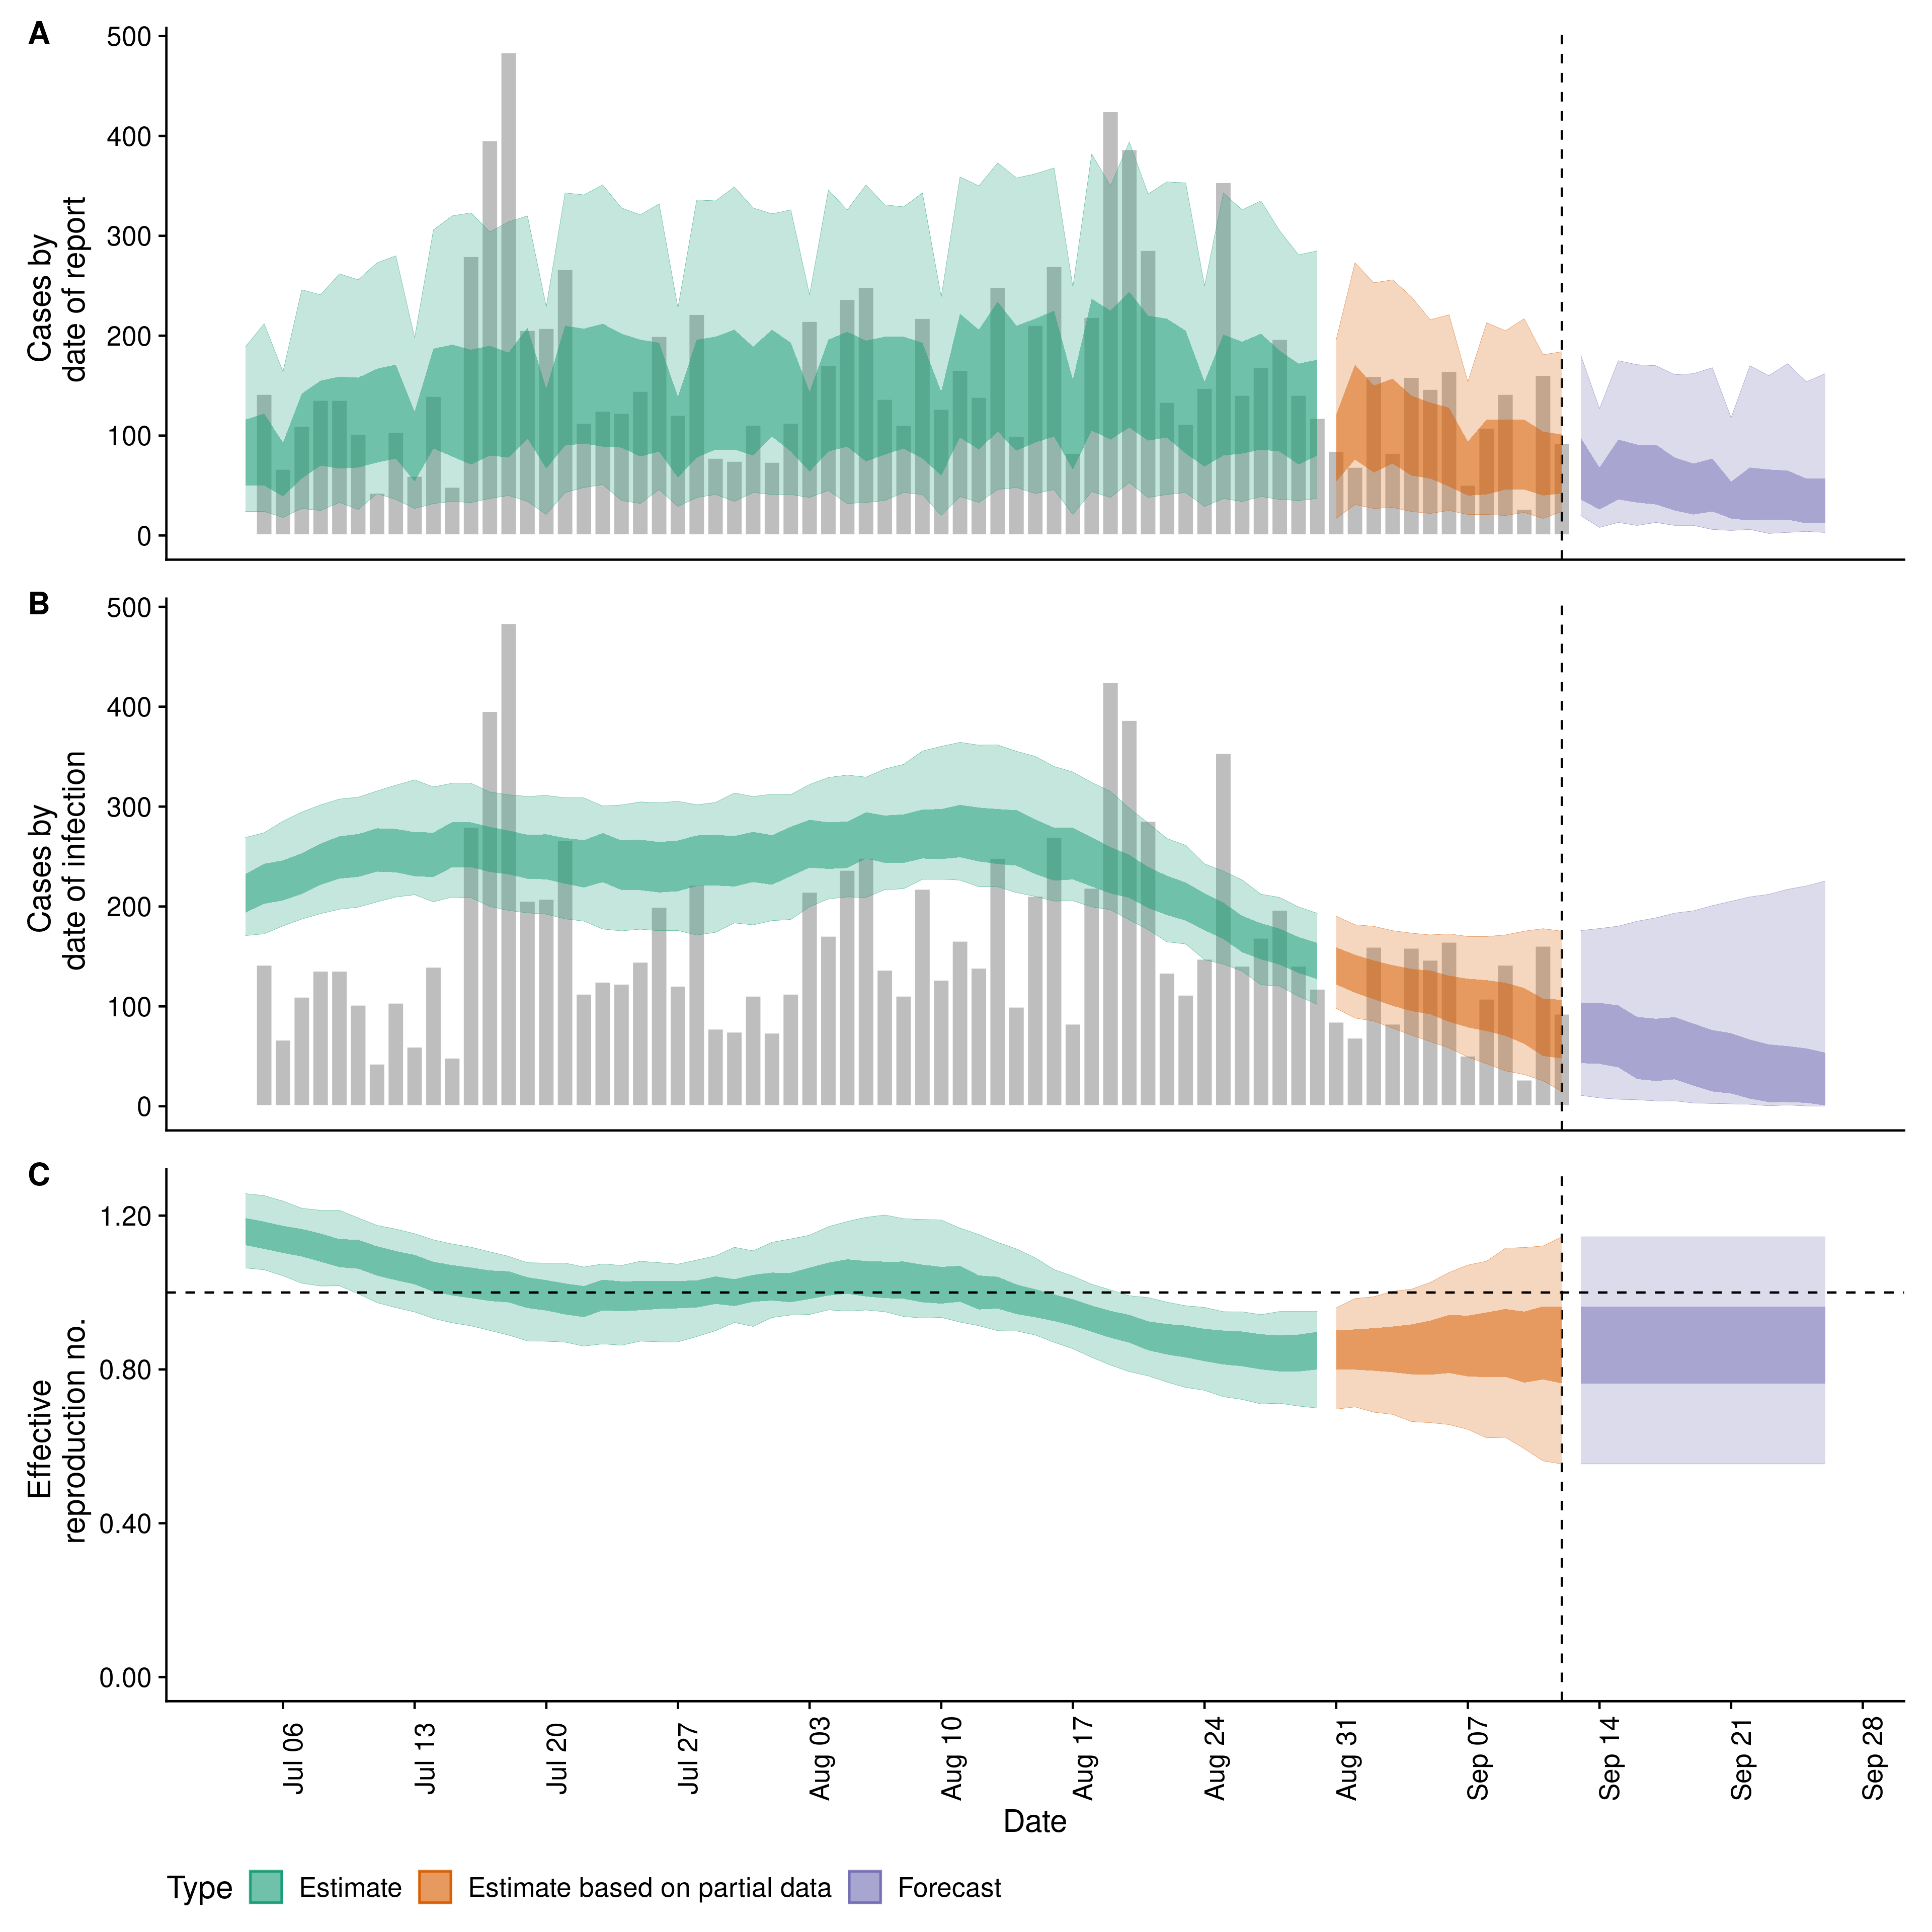 A
Cases by
date of report
500
400
300
200
100
0
B
Cases by
date of infection
500
400
300
200
100
0
C
Effective
reproduction no.
1.20
0.80
0.40
0.00
Jul 06
Jul 13
Jul 20
Jul 27
Aug 03
Aug 10
Aug 17
Aug 24
Aug 31
Sep 07
Sep 14
Sep 21
Sep 28
Date
Type Estimate Estimate based on partial data Forecast